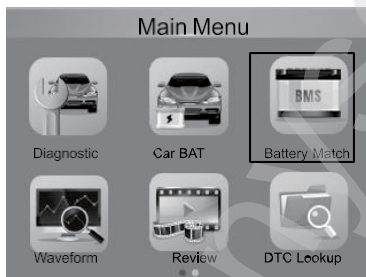 Main Menu
BMS
Diagnostic
Car BAT
Battery Match
Waveform
Review
DTC Lookup